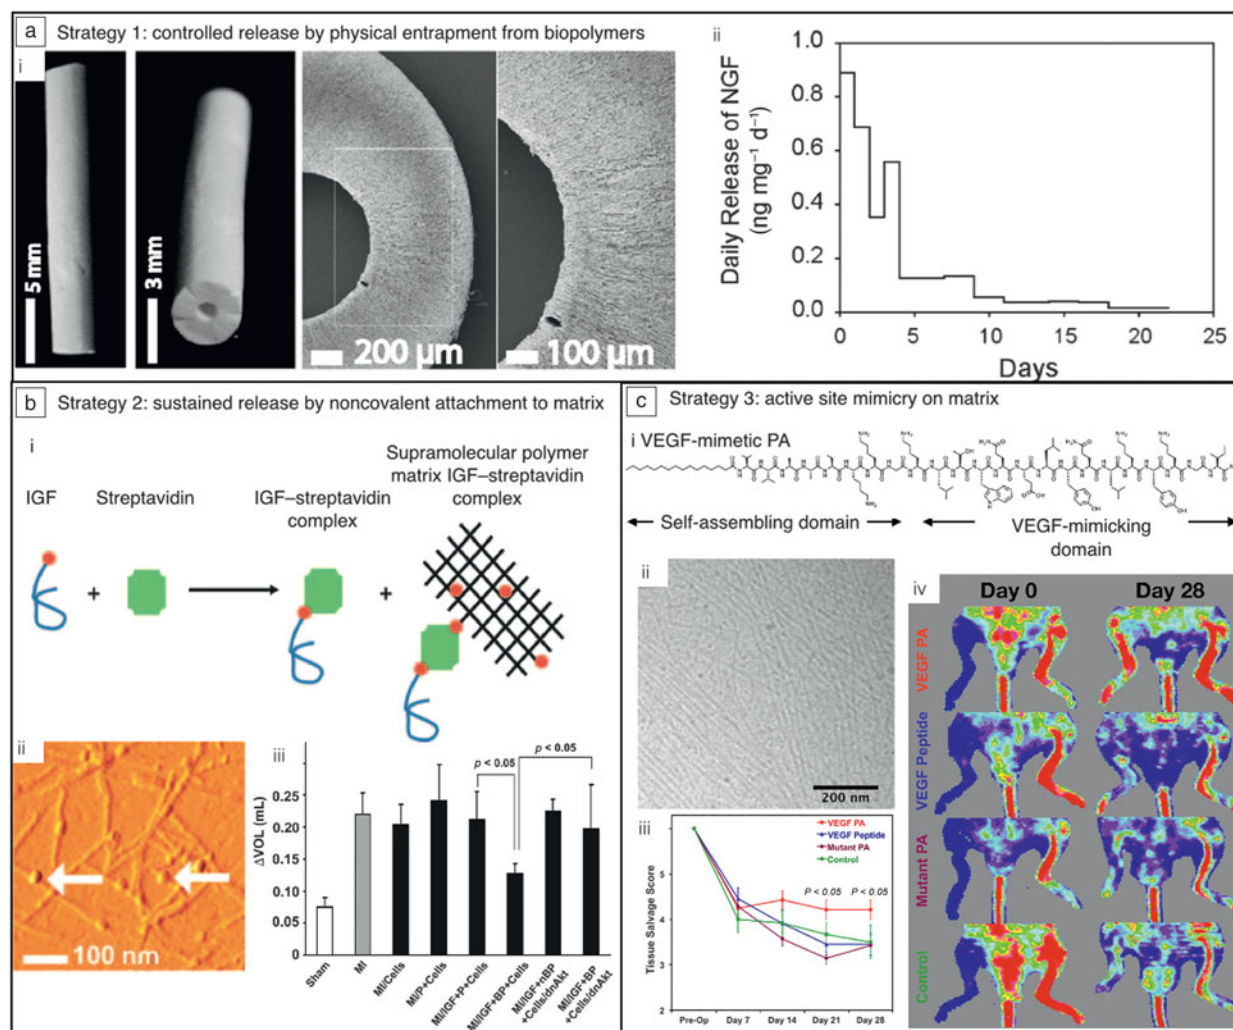 a Strategy 1: controlled release by physical entrapment from biopolymers
i
5 mm
3 mm
200 µm
100 µm
ii
Daily Release of NGF
(ng mg⁻¹ d⁻¹)
1.0
0.8
0.6
0.4
0.2
0.0
0 5 10 15 20 25
Days
b Strategy 2: sustained release by noncovalent attachment to matrix
i
IGF
Streptavidin
IGF–streptavidin
complex
Supramolecular polymer
matrix IGF–streptavidin
complex
+
+
ii
100 nm
iii
ΔVOL (mL)
0.25
0.20
0.15
0.10
0.05
0
p < 0.05
p < 0.05
Sham
MI
MI/Cells
MI/P+Cells
MI/IGF+P+Cells
MI/IGF+BP+Cells
MI/IGF+nBP
+Cells/dnAkt
MI/IGF+BP
+Cells/dnAkt
c Strategy 3: active site mimicry on matrix
i VEGF-mimetic PA
Self-assembling domain
VEGF-mimicking
domain
ii
200 nm
iii
Tissue Salvage Score
6
5
4
3
2
VEGF PA
VEGF Peptide
Mutant PA
Control
P < 0.05 P < 0.05
Pre-Op Day 7 Day 14 Day 21 Day 28
iv
Day 0 Day 28
VEGF PA
VEGF Peptide
Mutant PA
Control